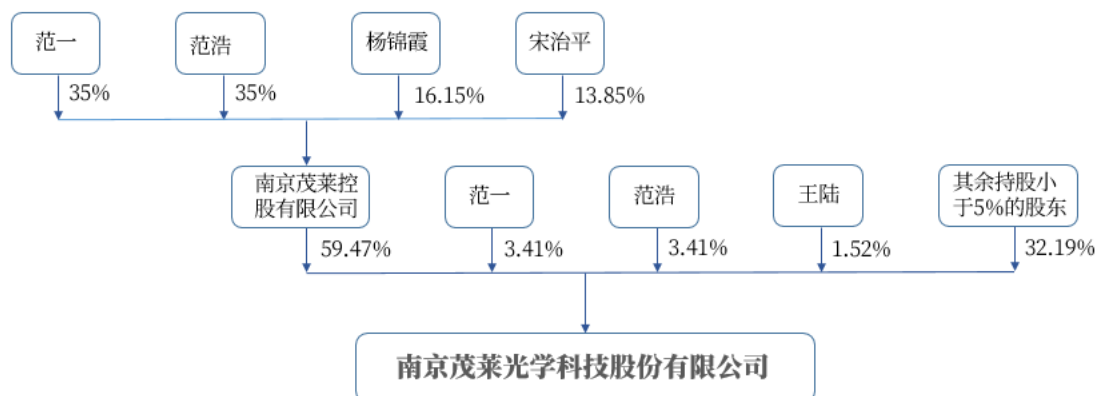 范一
范浩
杨锦霞
宋治平
35%
35%
16.15%
13.85%
南京茂莱控
股有限公司
范一
范浩
王陆
其余持股小
于5%的股东
59.47%
3.41%
3.41%
1.52%
32.19%
南京茂莱光学科技股份有限公司